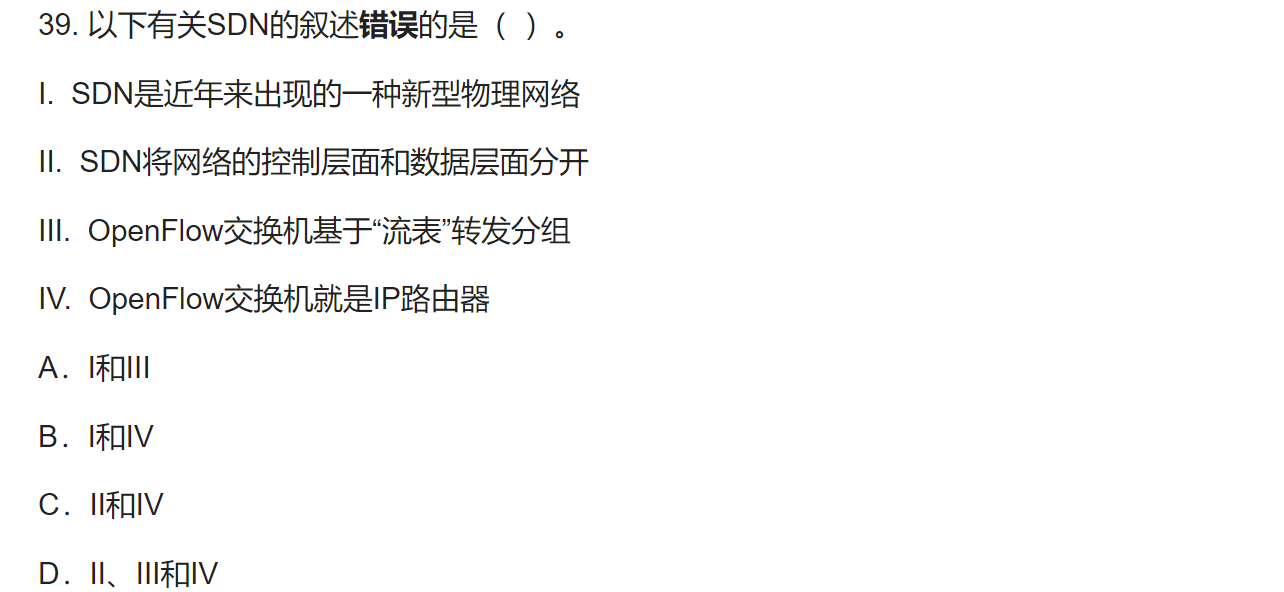 39. 以下有关SDN的叙述错误的是（  ）。
I.  SDN是近年来出现的一种新型物理网络
II.  SDN将网络的控制层面和数据层面分开
III.  OpenFlow交换机基于“流表”转发分组
IV.  OpenFlow交换机就是IP路由器
A．I和III
B．I和IV
C．II和IV
D．II、III和IV